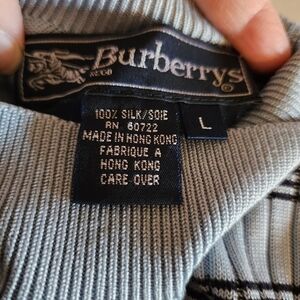 Burberrys
100% SILK/SOIE
RN 60722
MADE IN HONG KONG
FABRIQUE A
HONG KONG
CARE OVER
L